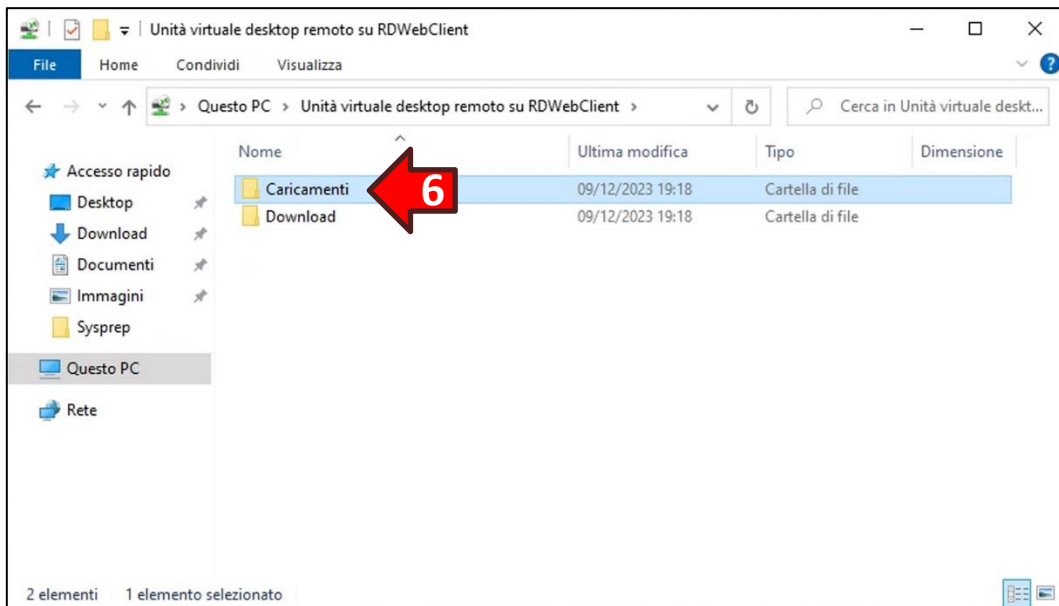 Unità virtuale desktop remoto su RDWebClient
File Home Condividi Visualizza
Questo PC > Unità virtuale desktop remoto su RDWebClient > Cerca in Unità virtuale deskt...
Nome Ultima modifica Tipo Dimensione
Accesso rapido
Caricamenti 6 09/12/2023 19:18 Cartella di file
Desktop
Download 09/12/2023 19:18 Cartella di file
Download
Documenti
Immagini
Sysprep
Questo PC
Rete
2 elementi 1 elemento selezionato